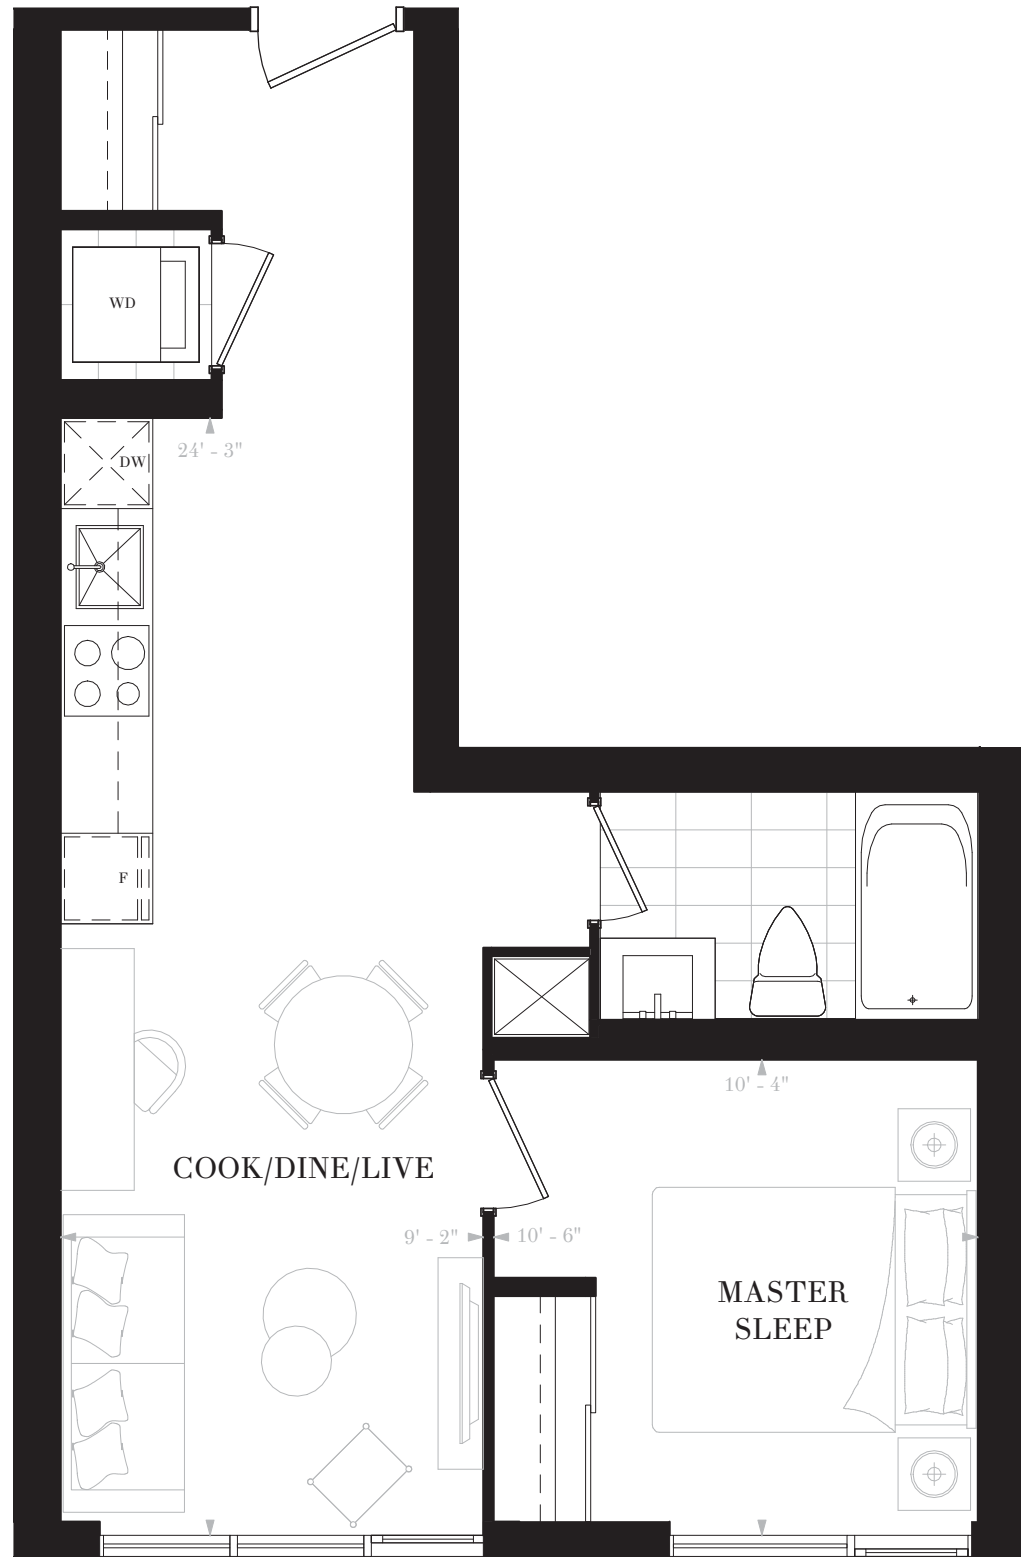 WD
24' - 3"
DW
F
10' - 4"
COOK/DINE/LIVE
9' - 2"
10' - 6"
MASTER
SLEEP